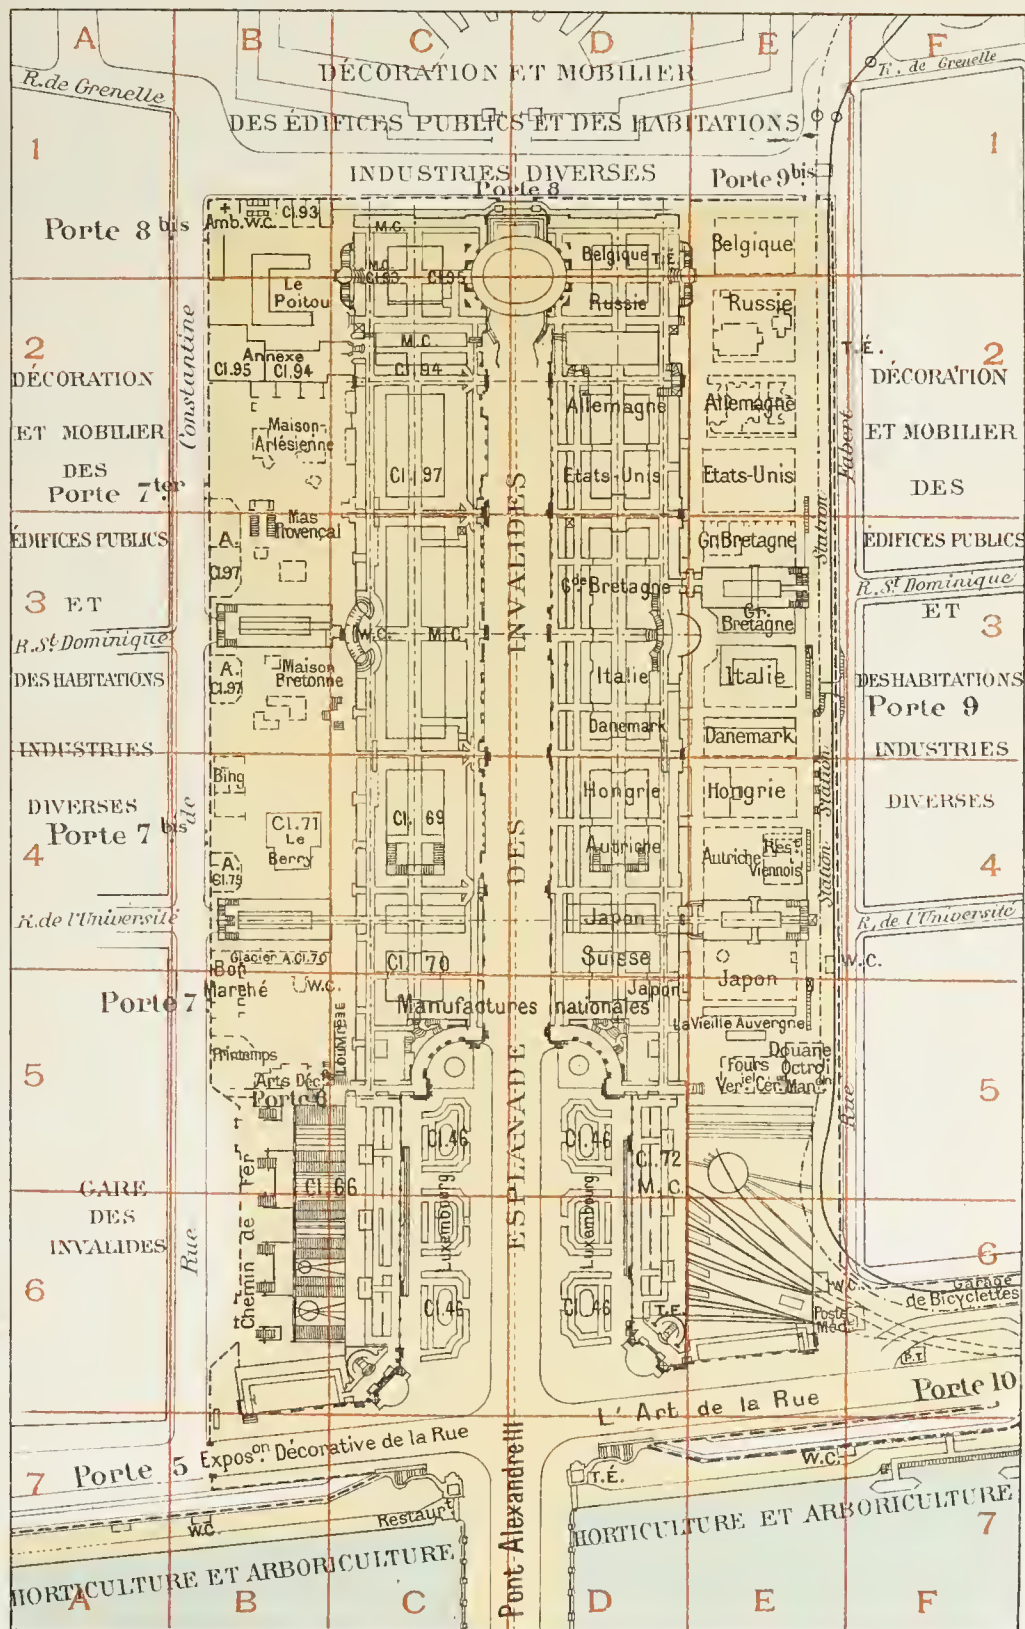 A B C D E F
DÉCORATION ET MOBILIER
R. de Grenelle
R. de Grenelle
DES ÉDIFICES PUBLICS ET DES HABITATIONS
1
1
INDUSTRIES DIVERSES
Porte 8
Porte 9bis
Porte 8bis
Amb.
W.C.
Cl.93
M.C.
Belgique
T.É.
Belgique
M.C.
Cl.93
Cl.95
Le
Poitou
Russie
Russie
2
2
M.C.
T.É.
Annexe
Cl.95
Cl.94
Cl.94
DÉCORATION
ET MOBILIER
DES
Porte 7ter
ÉDIFICES PUBLICS
Constantine
Maison
Arlésienne
Cl.97
Allemagne
Allemagne
États-Unis
Etats-Unis
DÉCORATION
ET MOBILIER
DES
ÉDIFICES PUBLICS
Fabert
Station
Mas
Provençal
A.
Cl.97
INVALIDES
Gr. Bretagne
Gde Bretagne
Gr.
Bretagne
R. St Dominique
3
ET
R. St Dominique
ET
3
W.C.
M.C.
A.
Cl.97
Maison
Bretonne
Italie
Italie
DES HABITATIONS
DES HABITATIONS
Porte 9
Danemark
Danemark
INDUSTRIES
INDUSTRIES
Station
Bing
Hongrie
Hongrie
DIVERSES
DIVERSES
Porte 7bis
de
Cl.71
Le
Berry
Cl. 69
DES
Autriche
Autriche
Rest.
Viennois
4
4
A.
Cl.79
Station
R. de l'Université
Japon
R. de l'Université
Glacier A.Cl.70
Cl. 70
Suisse
W.C.
Bon
Marché
W.C.
Japon
Japon
Porte 7
Manufactures nationales
LOUVRE
La Vieille Auvergne
Printemps
Douane
Octroi
Fours
Veriel Cér. Manon
Arts Déc.
Porte 6
5
5
Rue
ESPLANADE
Cl.46
Cl.46
Cl.72
M.C.
Cl. 66
GARE
DES
INVALIDES
Rue
Chemin de Fer
Luxembourg
Luxembourg
6
6
Cl.46
Cl.46
T.E.
W.C.
Garage
de Bicyclettes
Poste
Méd.
P.T.
Porte 10
L'Art de la Rue
Exposon. Décorative de la Rue
Porte 5
7
Pont Alexandre III
T.É.
W.C.
Restaurt
W.C.
HORTICULTURE ET ARBORICULTURE
7
HORTICULTURE ET ARBORICULTURE
A B C D E F